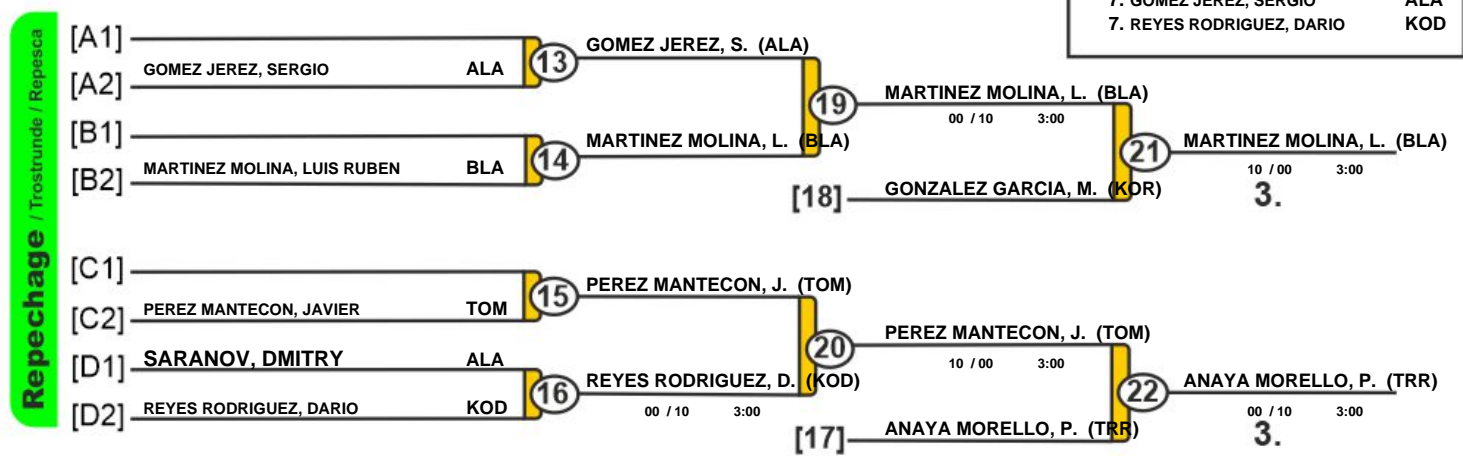 7. GOMEZ JEREZ, SERGIO ALA
7. REYES RODRIGUEZ, DARIO KOD
Repechage / Trostrunde / Repesca
[A1]
GOMEZ JEREZ, S. (ALA)
[A2] GOMEZ JEREZ, SERGIO ALA 13
MARTINEZ MOLINA, L. (BLA)
19
00 / 10 3:00
[B1]
MARTINEZ MOLINA, L. (BLA)
MARTINEZ MOLINA, L. (BLA)
[B2] MARTINEZ MOLINA, LUIS RUBEN BLA 14
21
10 / 00 3:00
[18] GONZALEZ GARCIA, M. (KOR)
3.
[C1]
PEREZ MANTECON, J. (TOM)
[C2] PEREZ MANTECON, JAVIER TOM 15
PEREZ MANTECON, J. (TOM)
20
10 / 00 3:00
[D1] SARANOV, DMITRY ALA
REYES RODRIGUEZ, D. (KOD)
ANAYA MORELLO, P. (TRR)
[D2] REYES RODRIGUEZ, DARIO KOD 16
00 / 10 3:00
22
00 / 10 3:00
[17] ANAYA MORELLO, P. (TRR)
3.